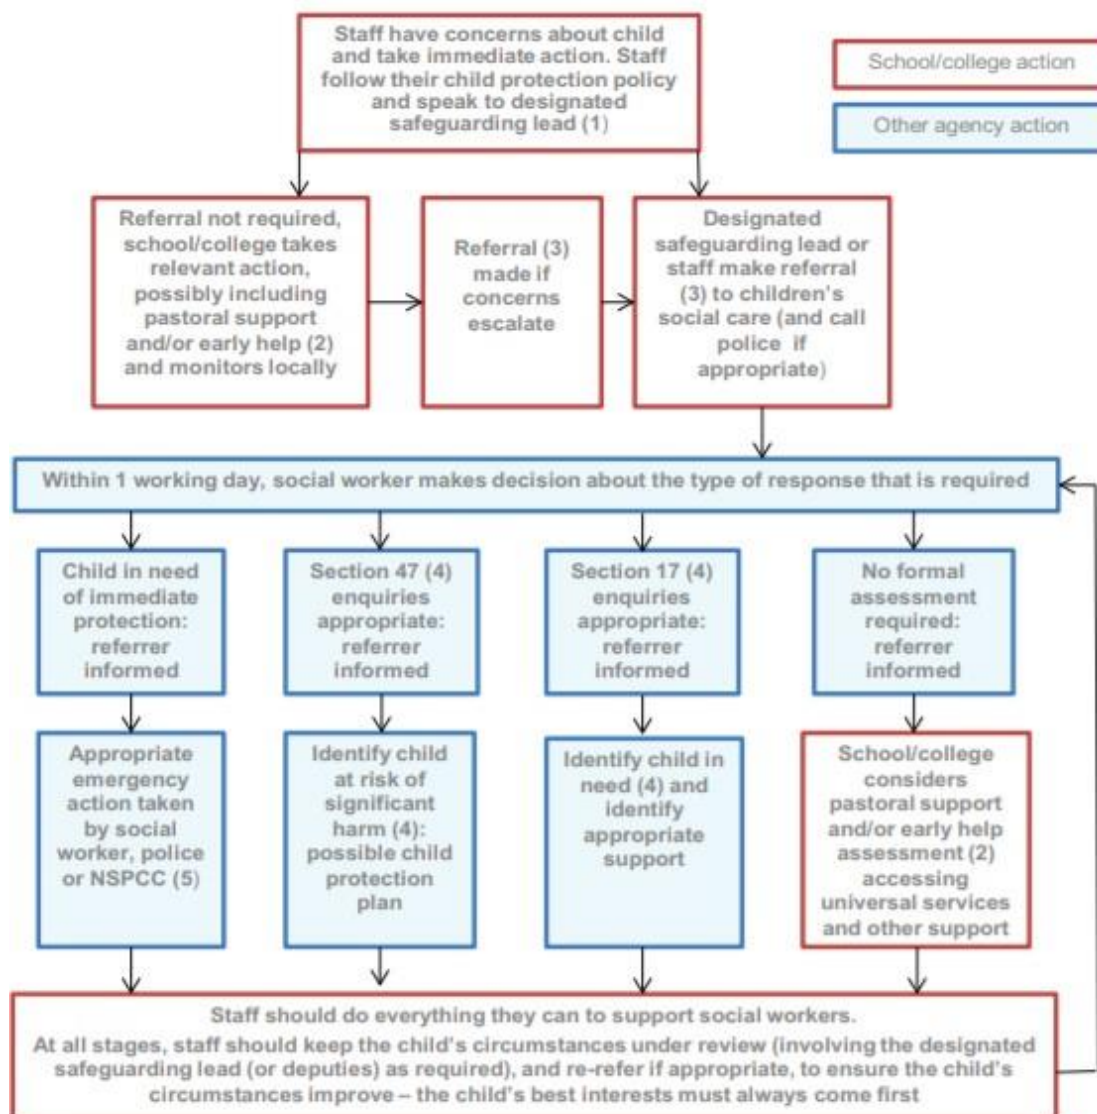 Staff have concerns about child
and take immediate action. Staff
follow their child protection policy
and speak to designated
safeguarding lead (1)
School/college action
Other agency action
Referral not required,
school/college takes
relevant action,
possibly including
pastoral support
and/or early help (2)
and monitors locally
Referral (3)
made if
concerns
escalate
Designated
safeguarding lead or
staff make referral
(3) to children's
social care (and call
police if
appropriate)
Within 1 working day, social worker makes decision about the type of response that is required
Child in need
of immediate
protection:
referrer
informed
Section 47 (4)
enquiries
appropriate:
referrer
informed
Section 17 (4)
enquiries
appropriate:
referrer
informed
No formal
assessment
required:
referrer
informed
Appropriate
emergency
action taken
by social
worker, police
or NSPCC (5)
Identify child
at risk of
significant
harm (4):
possible child
protection
plan
Identify child in
need (4) and
identify
appropriate
support
School/college
considers
pastoral support
and/or early help
assessment (2)
accessing
universal services
and other support
Staff should do everything they can to support social workers.
At all stages, staff should keep the child's circumstances under review (involving the designated
safeguarding lead (or deputies) as required), and re-refer if appropriate, to ensure the child's
circumstances improve – the child's best interests must always come first